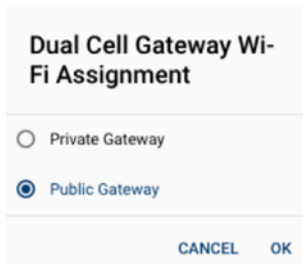 Dual Cell Gateway Wi-
Fi Assignment
Private Gateway
Public Gateway
CANCEL OK